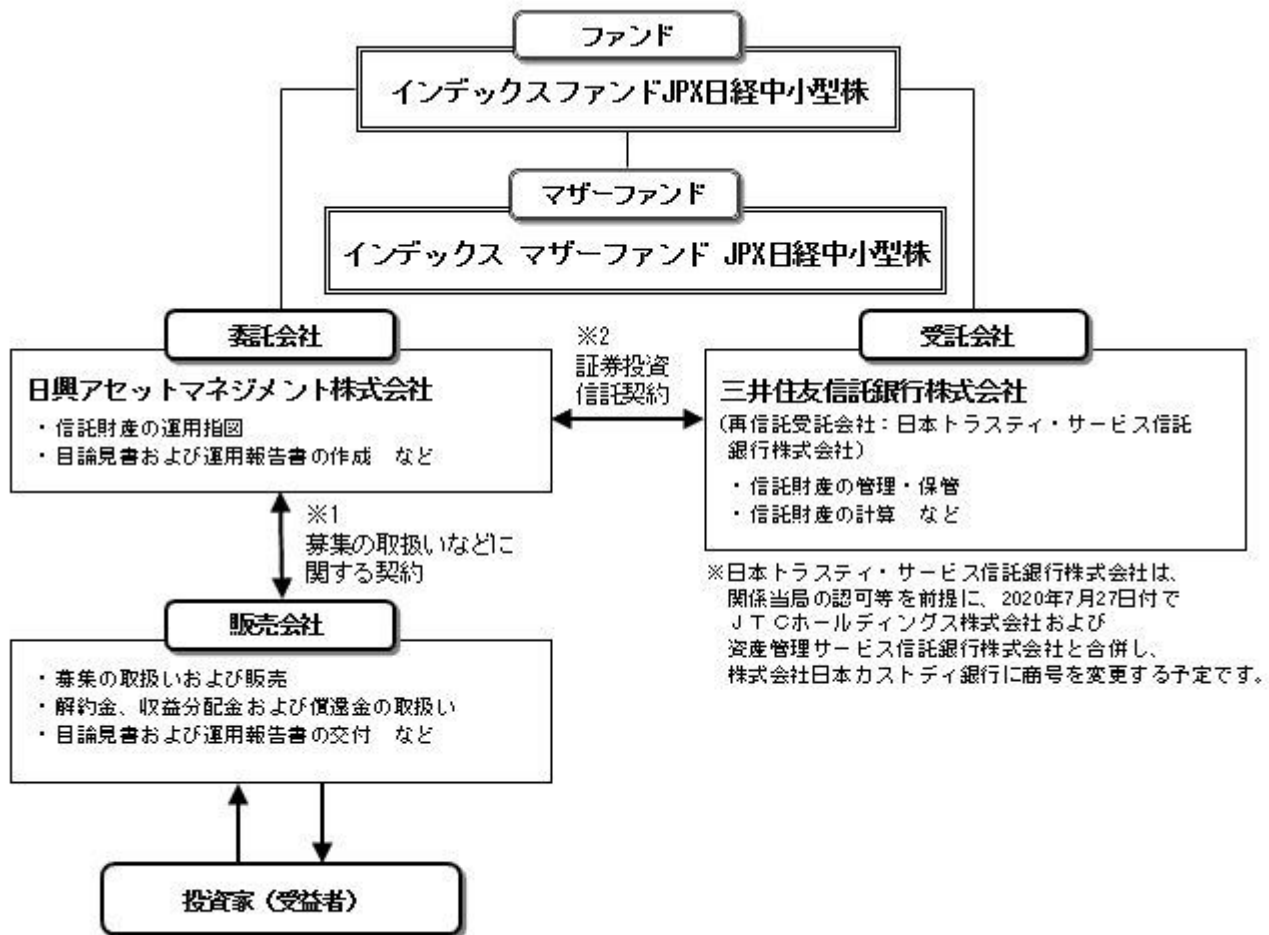 ファンド
インデックスファンドJPX日経中小型株
マザーファンド
インデックス マザーファンド JPX日経中小型株
委託会社
日興アセットマネジメント株式会社
・信託財産の運用指図
・目論見書および運用報告書の作成　など
※2
証券投資
信託契約
受託会社
三井住友信託銀行株式会社
(再信託受託会社：日本トラスティ・サービス信託
銀行株式会社)
・信託財産の管理・保管
・信託財産の計算　など
※1
募集の取扱いなどに
関する契約
※日本トラスティ・サービス信託銀行株式会社は、
関係当局の認可等を前提に、2020年7月27日付で
ＪＴＣホールディングス株式会社および
資産管理サービス信託銀行株式会社と合併し、
株式会社日本カストディ銀行に商号を変更する予定です。
販売会社
・募集の取扱いおよび販売
・解約金、収益分配金および償還金の取扱い
・目論見書および運用報告書の交付　など
投資家（受益者）